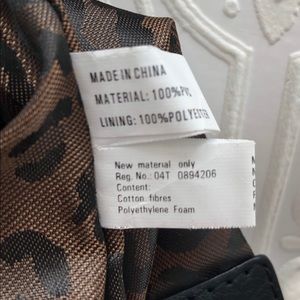 MADE IN CHINA
MATERIAL: 100%PVC
LINING: 100%POLYESTER
New material only
Reg. No.: 04T 0894206
Content:
Cotton fibres
Polyethylene Foam